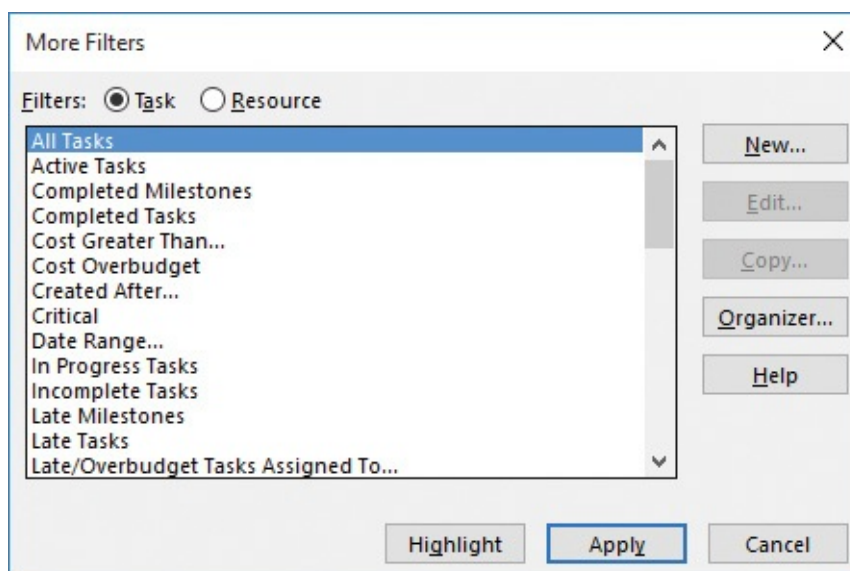 More Filters
Filters: Task Resource
All Tasks
Active Tasks
Completed Milestones
Completed Tasks
Cost Greater Than...
Cost Overbudget
Created After...
Critical
Date Range...
In Progress Tasks
Incomplete Tasks
Late Milestones
Late Tasks
Late/Overbudget Tasks Assigned To...
New...
Edit...
Copy...
Organizer...
Help
Highlight Apply Cancel